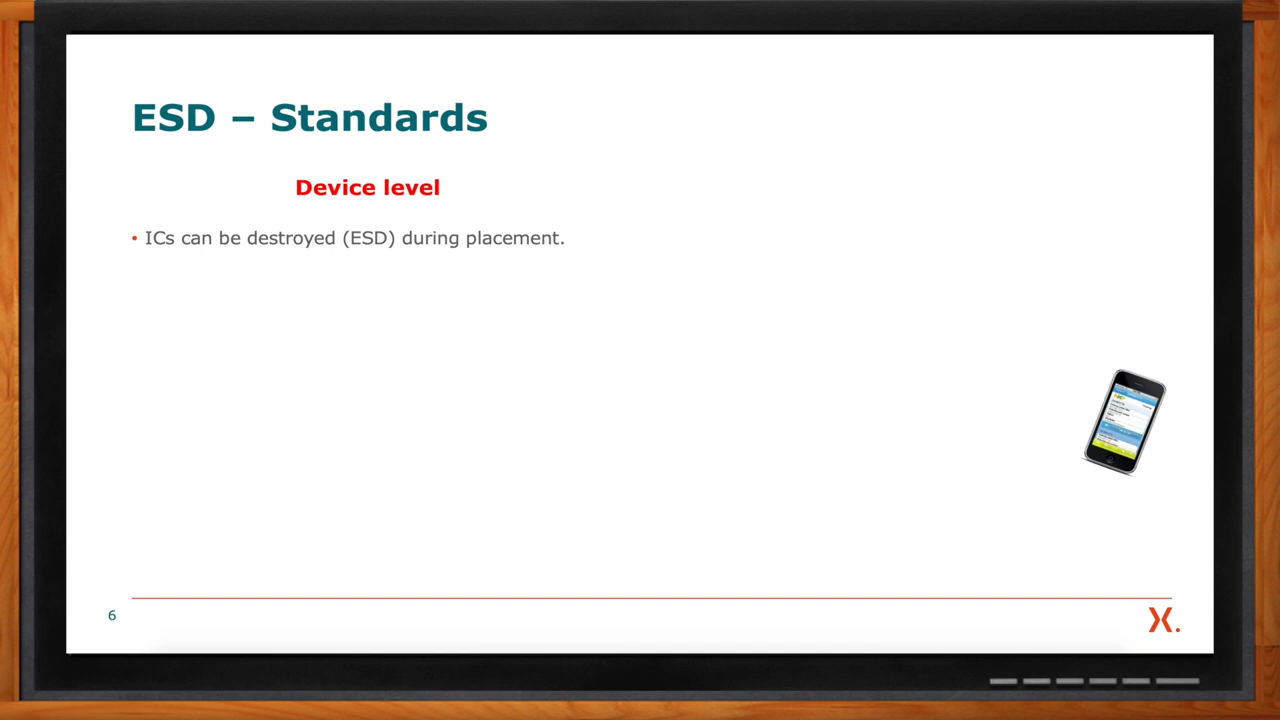 ESD – Standards
Device level
• ICs can be destroyed (ESD) during placement.
6